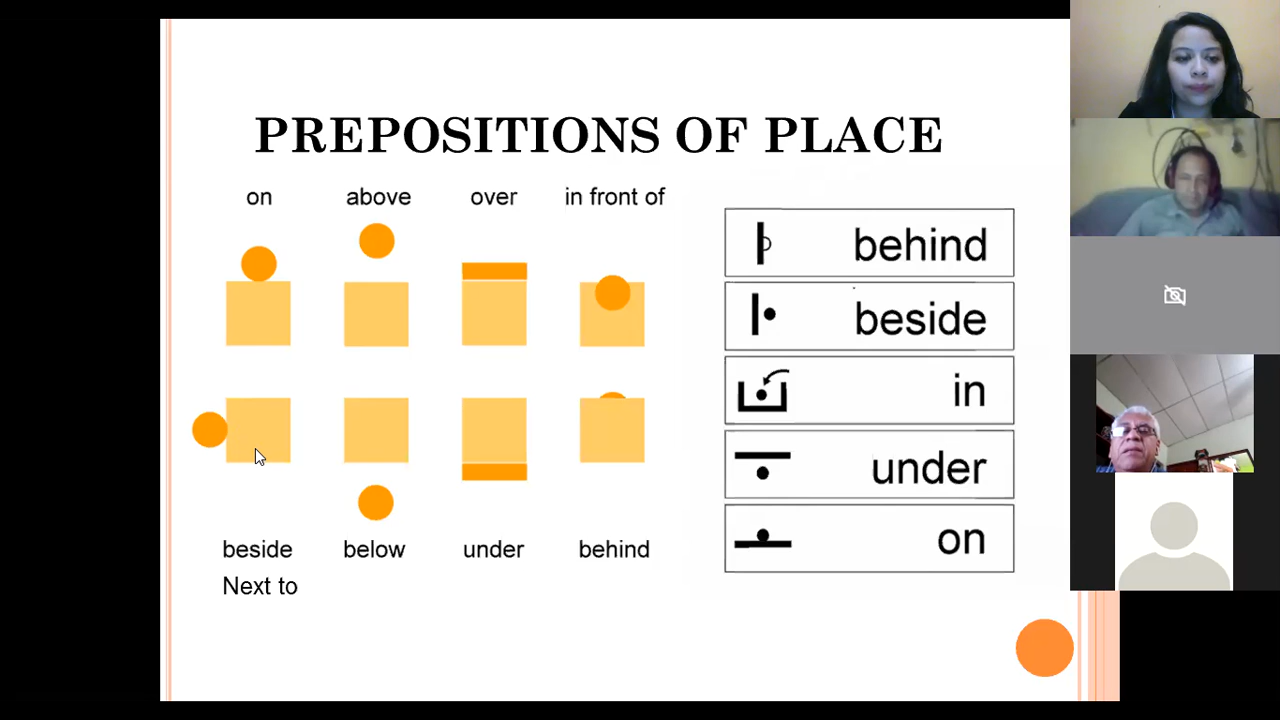 PREPOSITIONS OF PLACE
on above over in front of
beside below under behind
Next to
behind
beside
in
under
on